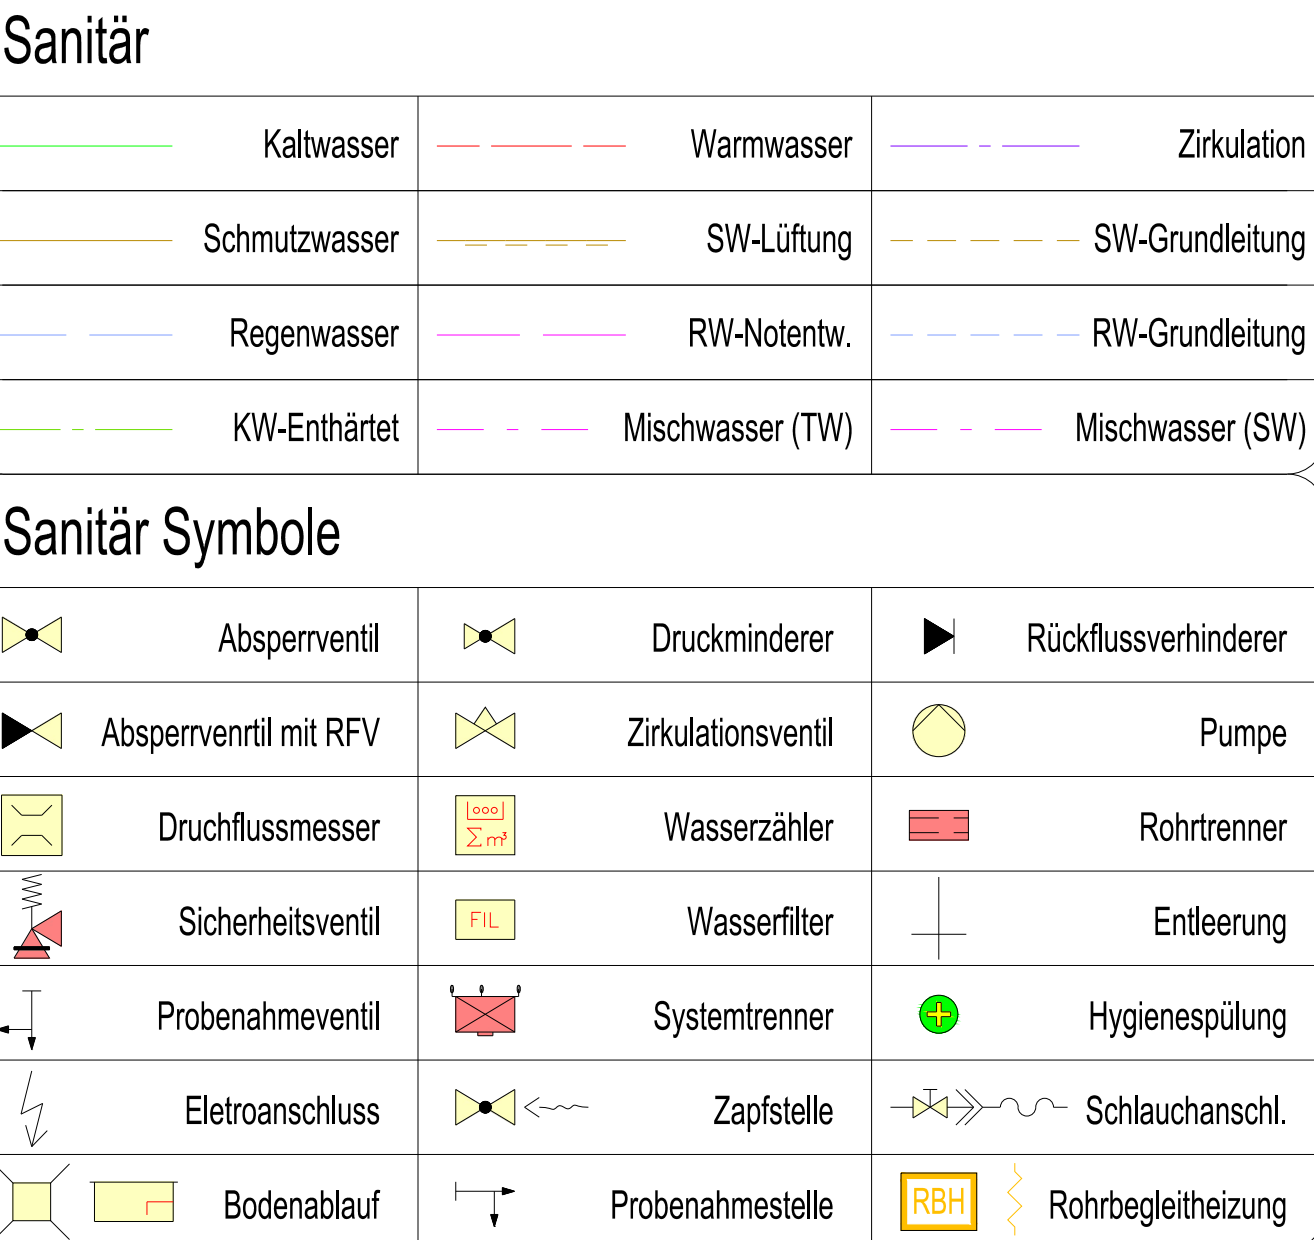 Sanitär
Kaltwasser Warmwasser Zirkulation
Schmutzwasser SW-Lüftung SW-Grundleitung
Regenwasser RW-Notentw. RW-Grundleitung
KW-Enthärtet Mischwasser (TW) Mischwasser (SW)
Sanitär Symbole
Absperrventil Druckminderer Rückflussverhinderer
Absperrvenrtil mit RFV Zirkulationsventil Pumpe
Druchflussmesser ooo Wasserzähler Rohrtrenner
Σm³
Sicherheitsventil FIL Wasserfilter Entleerung
Probenahmeventil Systemtrenner Hygienespülung
Eletroanschluss Zapfstelle Schlauchanschl.
Bodenablauf Probenahmestelle RBH Rohrbegleitheizung